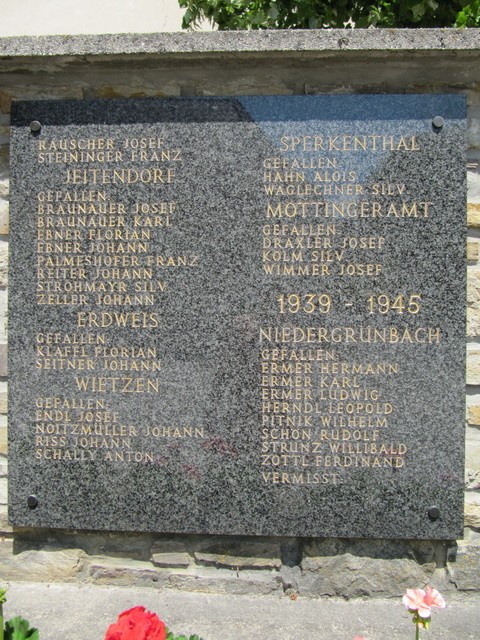 RAUSCHER JOSEF
STEININGER FRANZ
JEITENDORF
GEFALLEN:
BRAUNAUER JOSEF
BRAUNAUER KARL
EBNER FLORIAN
EBNER JOHANN
PALMESHOFER FRANZ
REITER JOHANN
STROHMAYR SILV.
ZELLER JOHANN
ERDWEIS
GEFALLEN:
KLAFFL FLORIAN
SEITNER JOHANN
WIETZEN
GEFALLEN:
ENDL JOSEF
NOITZMÜLLER JOHANN
RISS JOHANN
SCHALLY ANTON
SPERKENTHAL
GEFALLEN:
HAHN ALOIS
WAGLECHNER SILV.
MÖTTINGERAMT
GEFALLEN:
DRAXLER JOSEF
KOLM SILV.
WIMMER JOSEF
1939 - 1945
NIEDERGRÜNBACH
GEFALLEN:
ERMER HERMANN
ERMER KARL
ERMER LUDWIG
HERNDL LEOPOLD
PITNIK WILHELM
SCHÖN RUDOLF
STRUNZ WILLIBALD
ZOTTL FERDINAND
VERMISST: